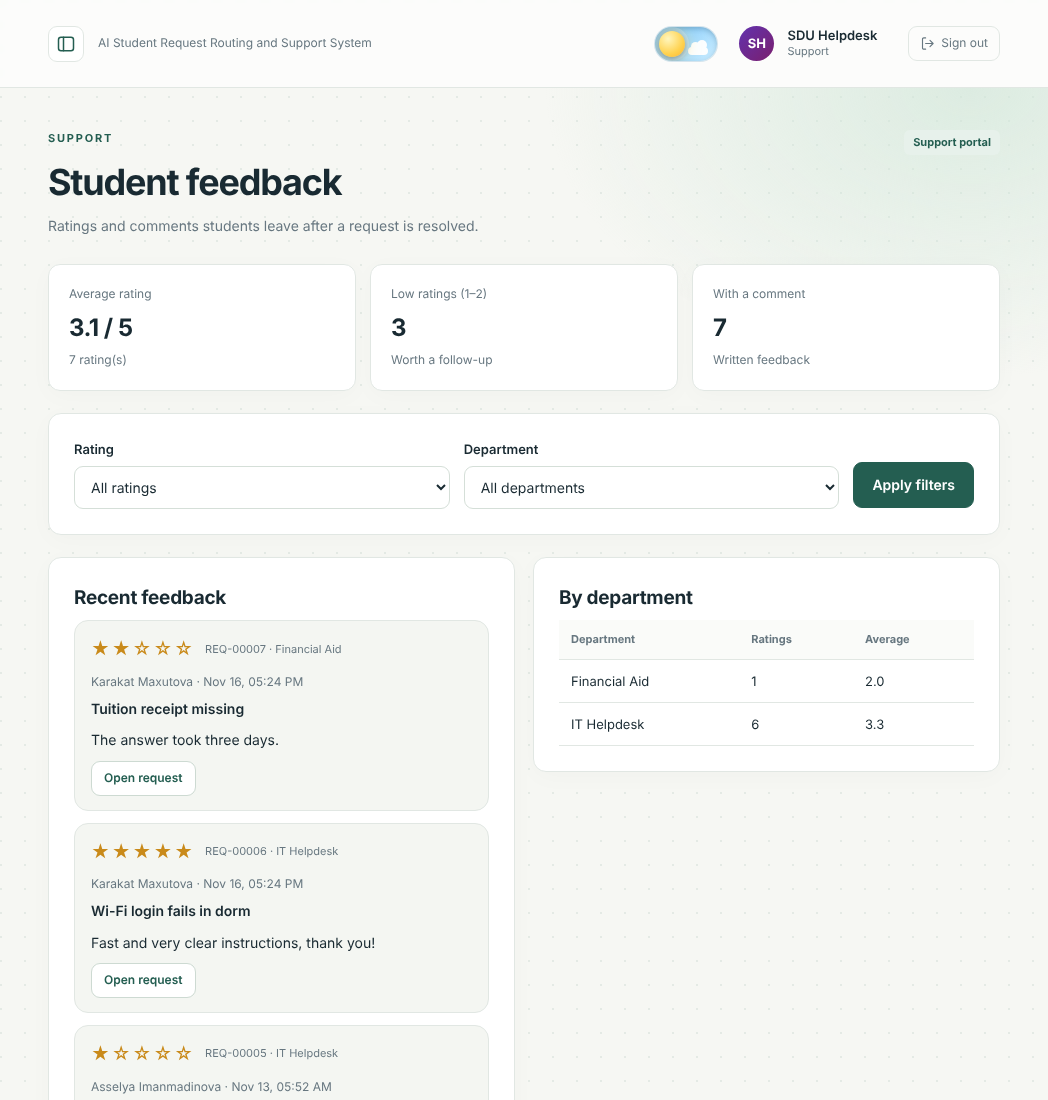 AI Student Request Routing and Support System
SH
SDU Helpdesk
Support
Sign out
SUPPORT
Support portal
Student feedback
Ratings and comments students leave after a request is resolved.
Average rating
3.1 / 5
7 rating(s)
Low ratings (1–2)
3
Worth a follow-up
With a comment
7
Written feedback
Rating
All ratings
Department
All departments
Apply filters
Recent feedback
REQ-00007 · Financial Aid
Karakat Maxutova · Nov 16, 05:24 PM
Tuition receipt missing
The answer took three days.
Open request
REQ-00006 · IT Helpdesk
Karakat Maxutova · Nov 16, 05:24 PM
Wi-Fi login fails in dorm
Fast and very clear instructions, thank you!
Open request
REQ-00005 · IT Helpdesk
Asselya Imanmadinova · Nov 13, 05:52 AM
By department
Department Ratings Average
Financial Aid 1 2.0
IT Helpdesk 6 3.3